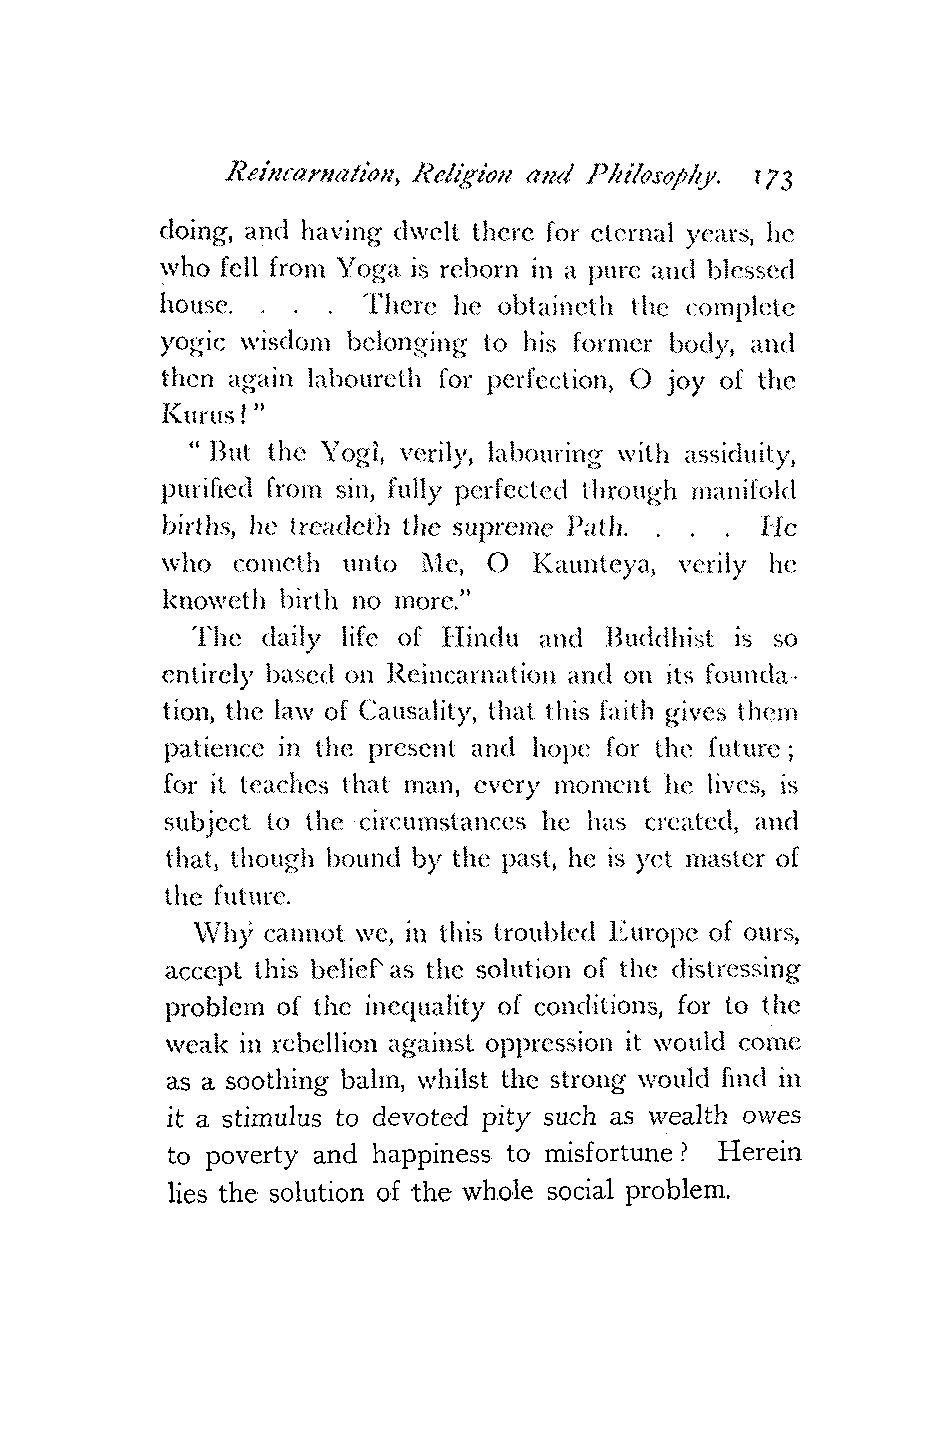 Reincarnation, Religion and Philosophy. 173
doing, and having dwelt there for eternal years, he
who fell from Yoga is reborn in a pure and blessed
house. . . . There he obtaineth the complete
yogic wisdom belonging to his former body, and
then again laboureth for perfection, O joy of the
Kurus!"
"But the Yogî, verily, labouring with assiduity,
purified from sin, fully perfected through manifold
births, he treadeth the supreme Path. . . . He
who cometh unto Me, O Kaunteya, verily he
knoweth birth no more."
The daily life of Hindu and Buddhist is so
entirely based on Reincarnation and on its founda-
tion, the law of Causality, that this faith gives them
patience in the present and hope for the future;
for it teaches that man, every moment he lives, is
subject to the circumstances he has created, and
that, though bound by the past, he is yet master of
the future.
Why cannot we, in this troubled Europe of ours,
accept this belief as the solution of the distressing
problem of the inequality of conditions, for to the
weak in rebellion against oppression it would come
as a soothing balm, whilst the strong would find in
it a stimulus to devoted pity such as wealth owes
to poverty and happiness to misfortune? Herein
lies the solution of the whole social problem.